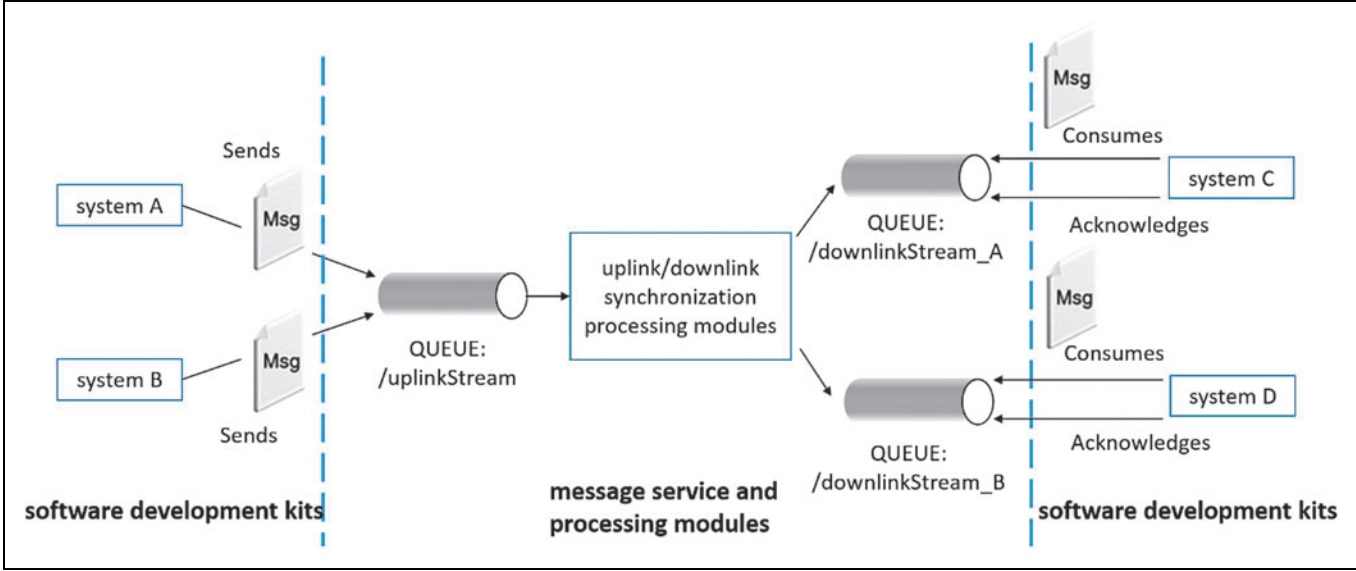 Sends
system A
Msg
system B
Msg
Sends
QUEUE:
/uplinkStream
uplink/downlink
synchronization
processing modules
QUEUE:
/downlinkStream_A
QUEUE:
/downlinkStream_B
Msg
Consumes
system C
Acknowledges
Msg
Consumes
system D
Acknowledges
software development kits
message service and
processing modules
software development kits